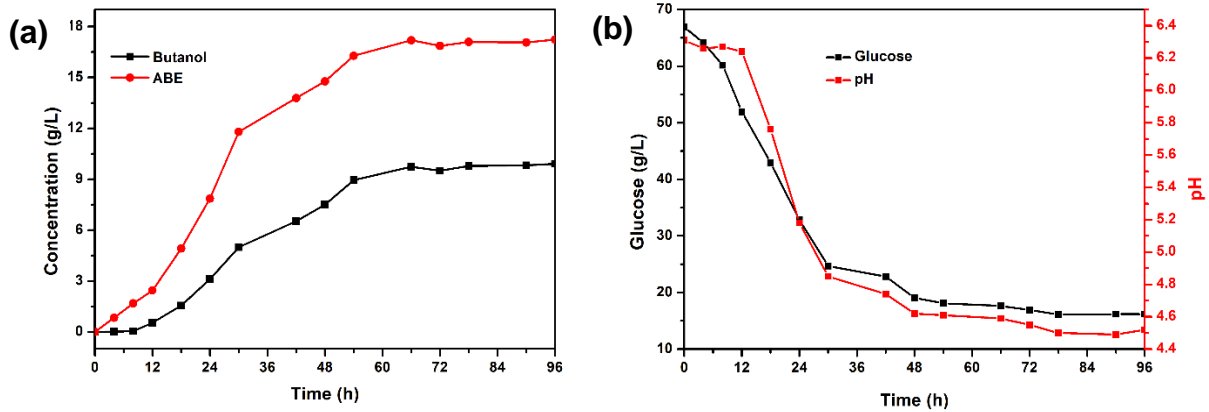 (a)
Butanol
ABE
Concentration (g/L)
18
15
12
9
6
3
0
0 12 24 36 48 60 72 84 96
Time (h)
(b)
Glucose
pH
Glucose (g/L)
70
60
50
40
30
20
10
0 12 24 36 48 60 72 84 96
Time (h)
6.4
6.2
6.0
5.8
5.6
5.4
5.2
5.0
4.8
4.6
4.4
pH